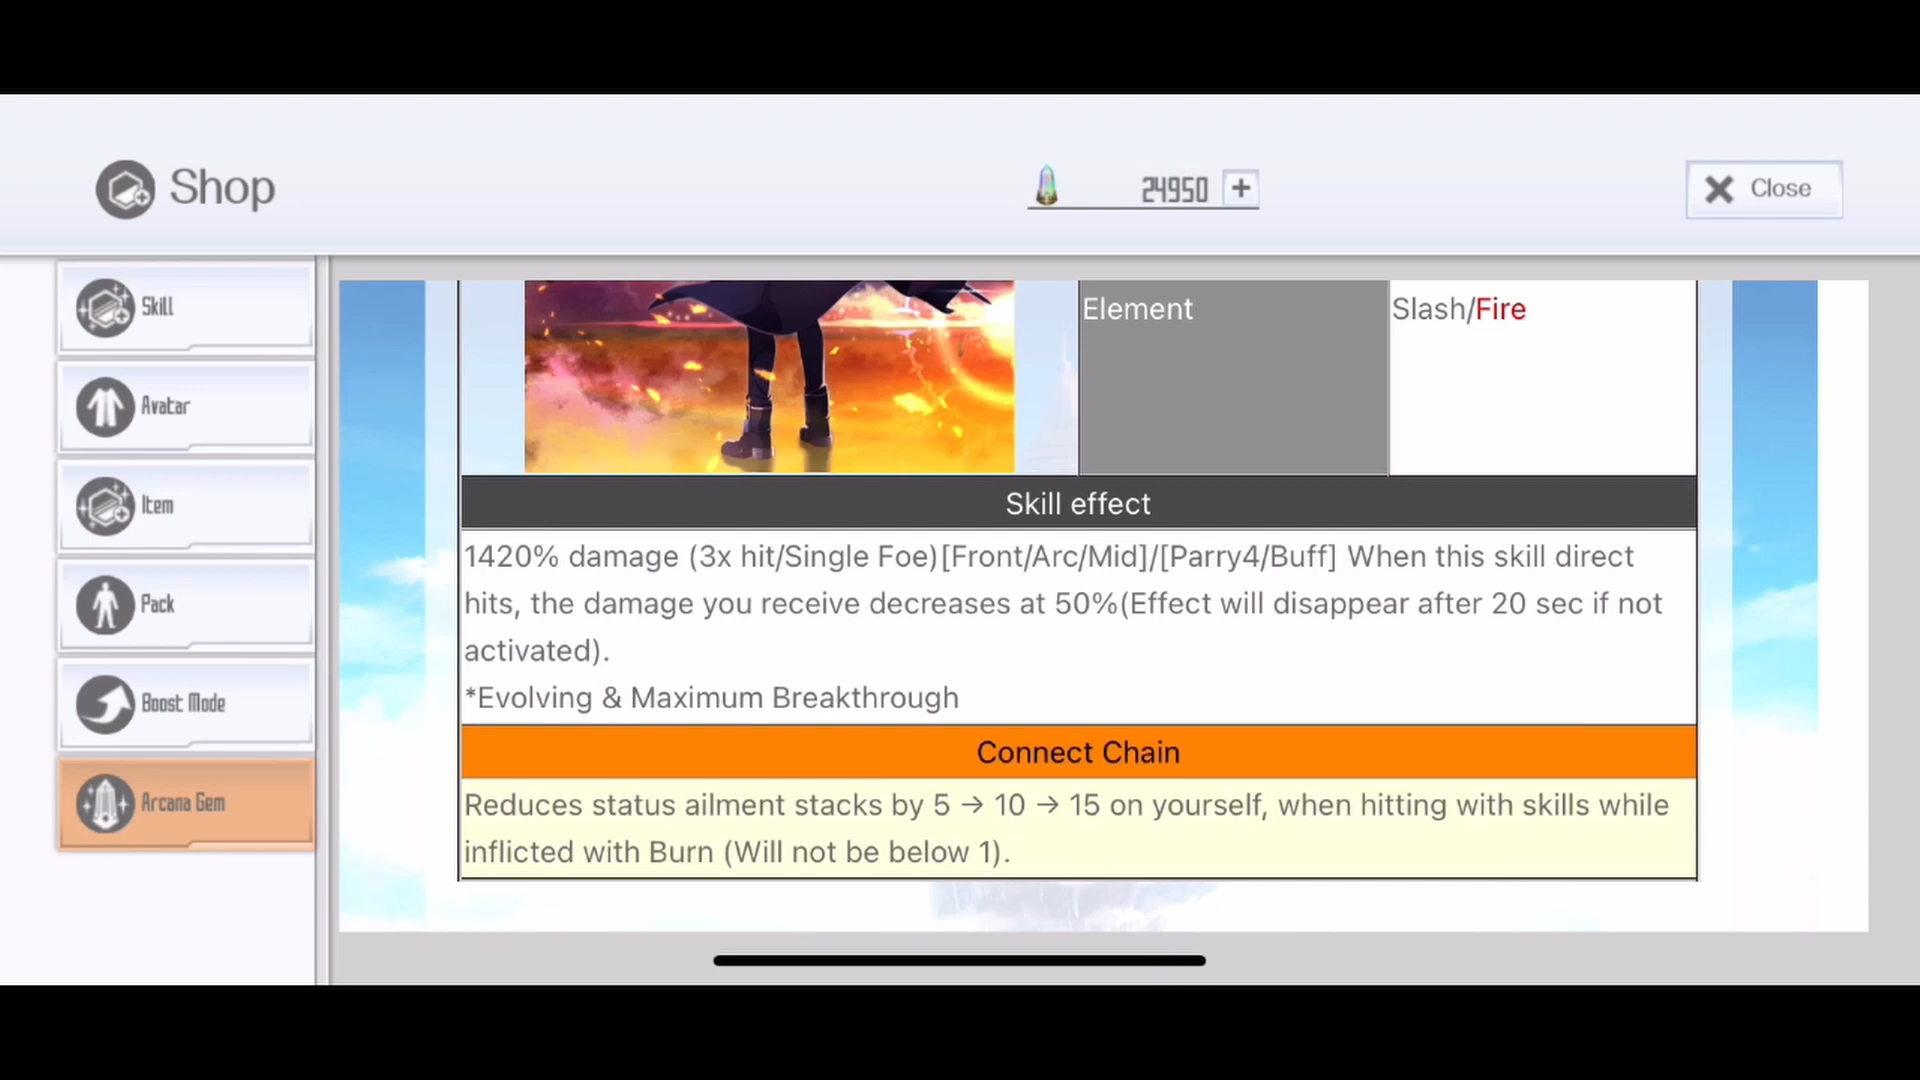 Shop
24950
Close
Skill
Avatar
Item
Pack
Boost Mode
Arcana Gem
Element
Slash/Fire
Skill effect
1420% damage (3x hit/Single Foe)[Front/Arc/Mid]/[Parry4/Buff] When this skill direct
hits, the damage you receive decreases at 50%(Effect will disappear after 20 sec if not
activated).
*Evolving & Maximum Breakthrough
Connect Chain
Reduces status ailment stacks by 5 → 10 → 15 on yourself, when hitting with skills while
inflicted with Burn (Will not be below 1).